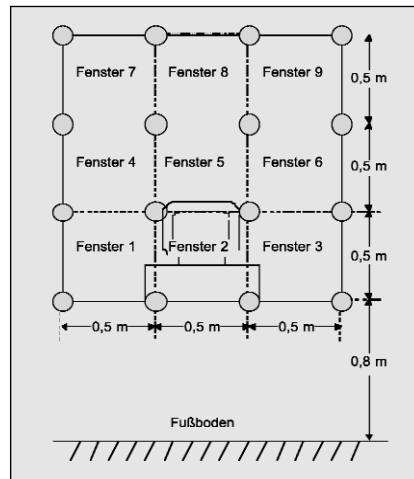 Fenster 7 Fenster 8 Fenster 9
0,5 m
Fenster 4 Fenster 5 Fenster 6
0,5 m
Fenster 1 Fenster 2 Fenster 3
0,5 m
0,5 m 0,5 m 0,5 m
0,8 m
Fußboden